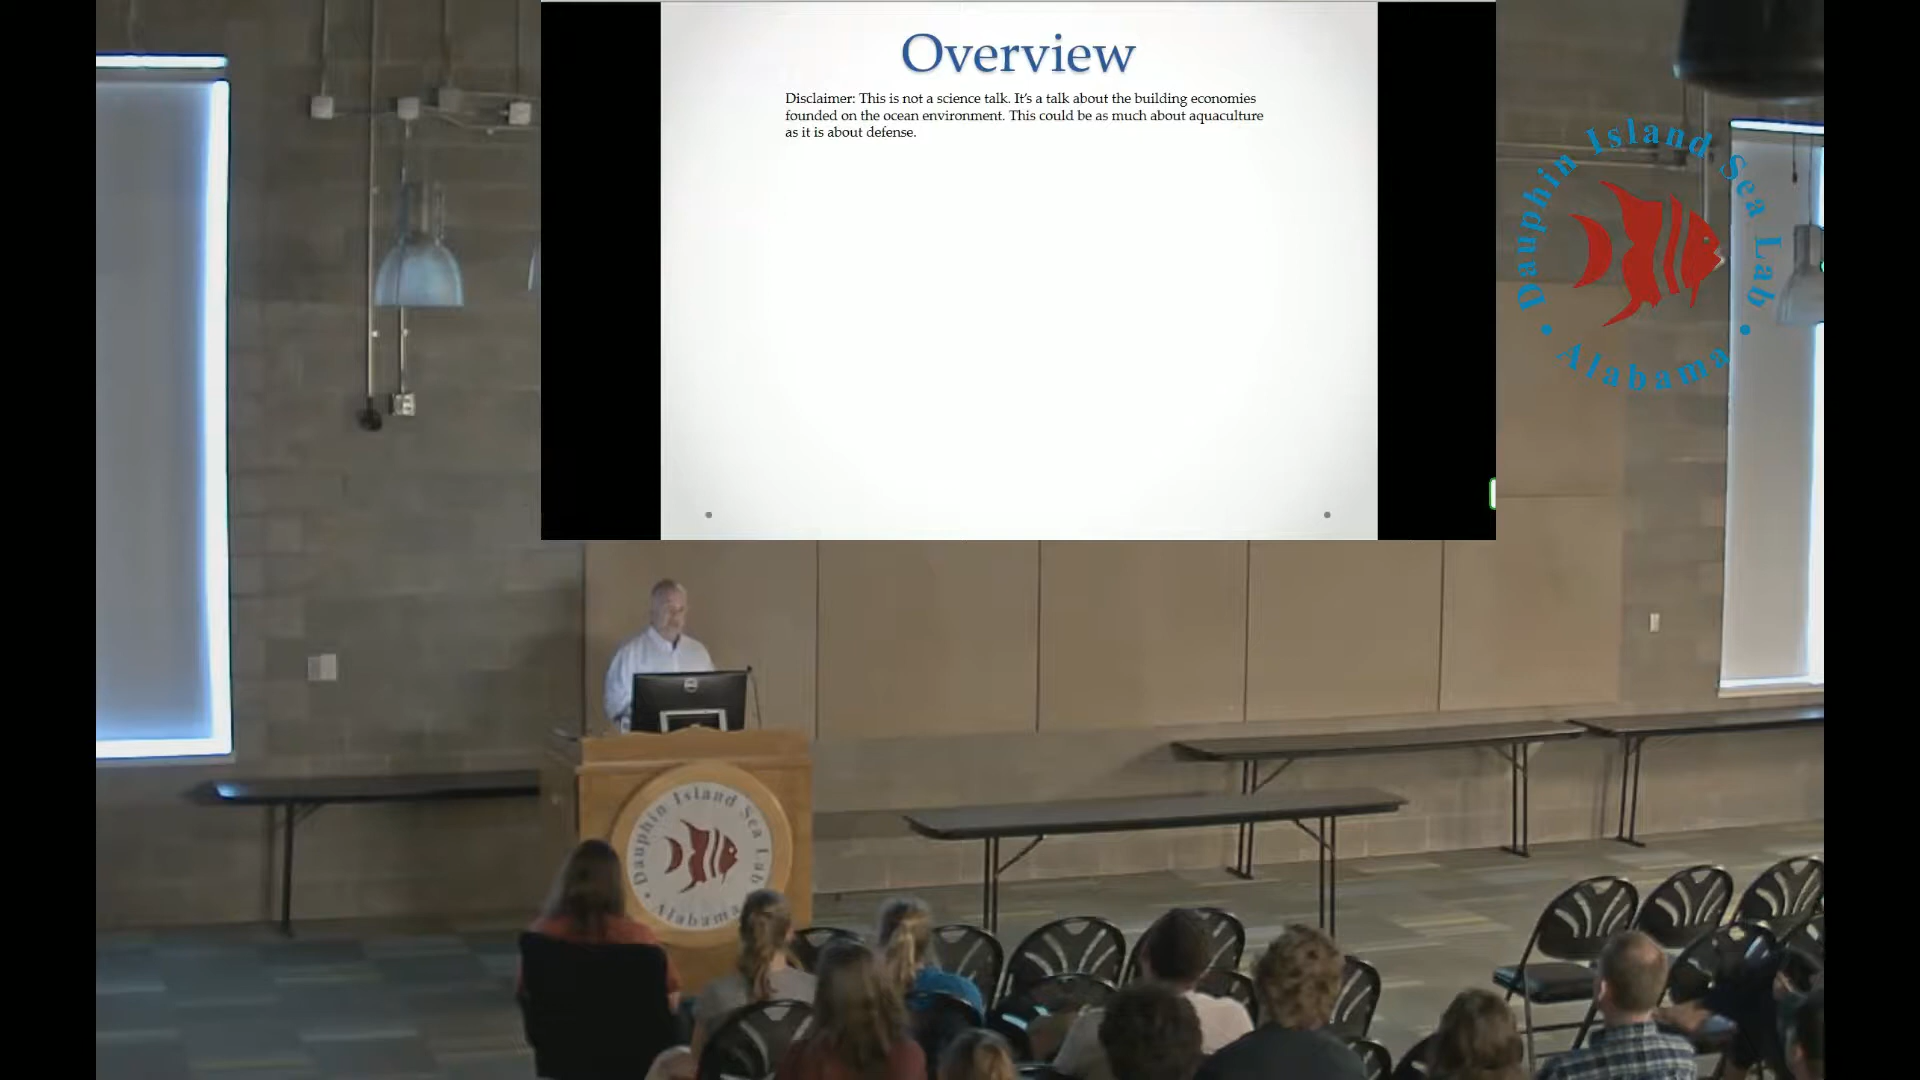 Overview
Disclaimer: This is not a science talk. It's a talk about the building economies
founded on the ocean environment. This could be as much about aquaculture
as it is about defense.
Dauphin Island Sea Lab
• Alabama •
Dauphin Island Sea Lab
• Alabama •